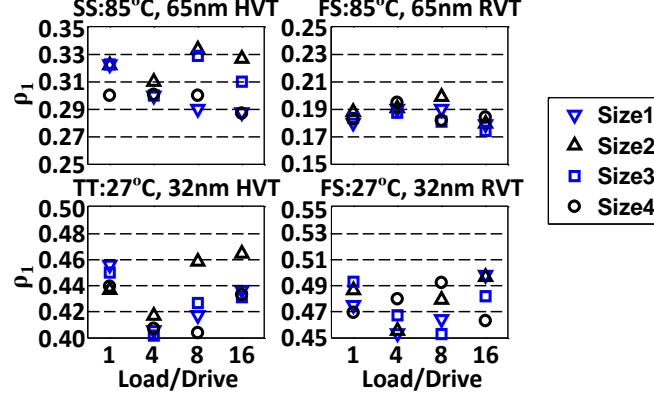 SS:85°C, 65nm HVT
FS:85°C, 65nm RVT
0.35
0.33
0.31
0.29
0.27
0.25
ρ1
0.25
0.23
0.21
0.19
0.17
0.15
Size1
Size2
Size3
Size4
TT:27°C, 32nm HVT
FS:27°C, 32nm RVT
0.50
0.48
0.46
0.44
0.42
0.40
ρ1
0.55
0.53
0.51
0.49
0.47
0.45
1 4 8 16
1 4 8 16
Load/Drive
Load/Drive